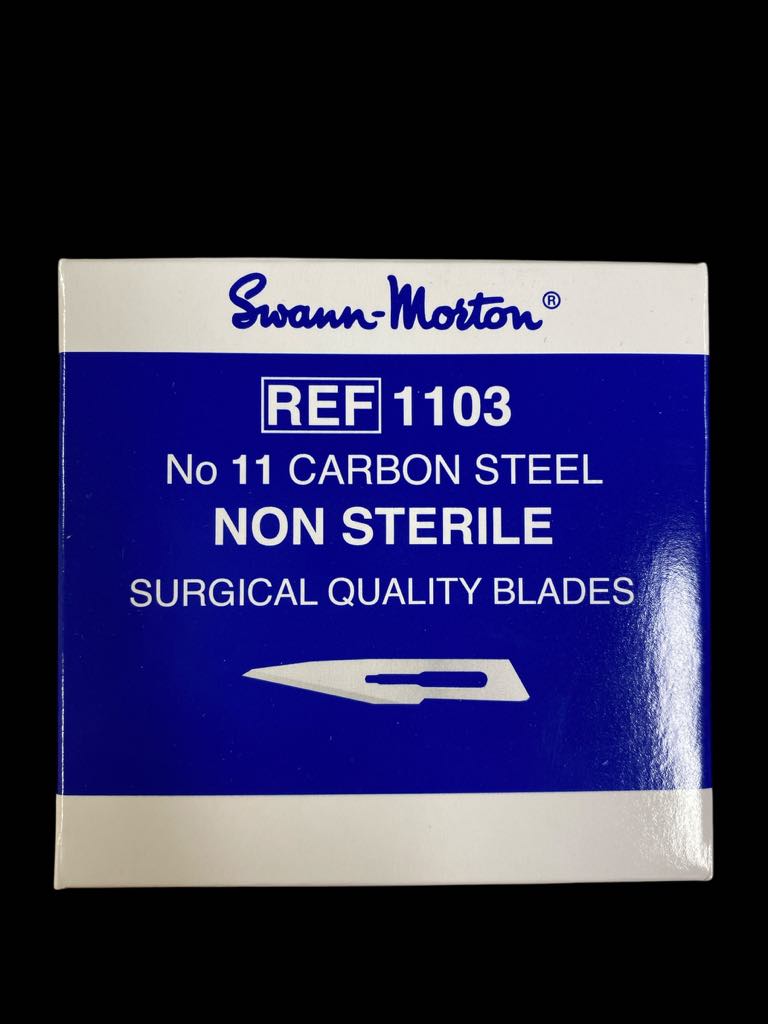 Swann-Morton®
REF 1103
No 11 CARBON STEEL
NON STERILE
SURGICAL QUALITY BLADES